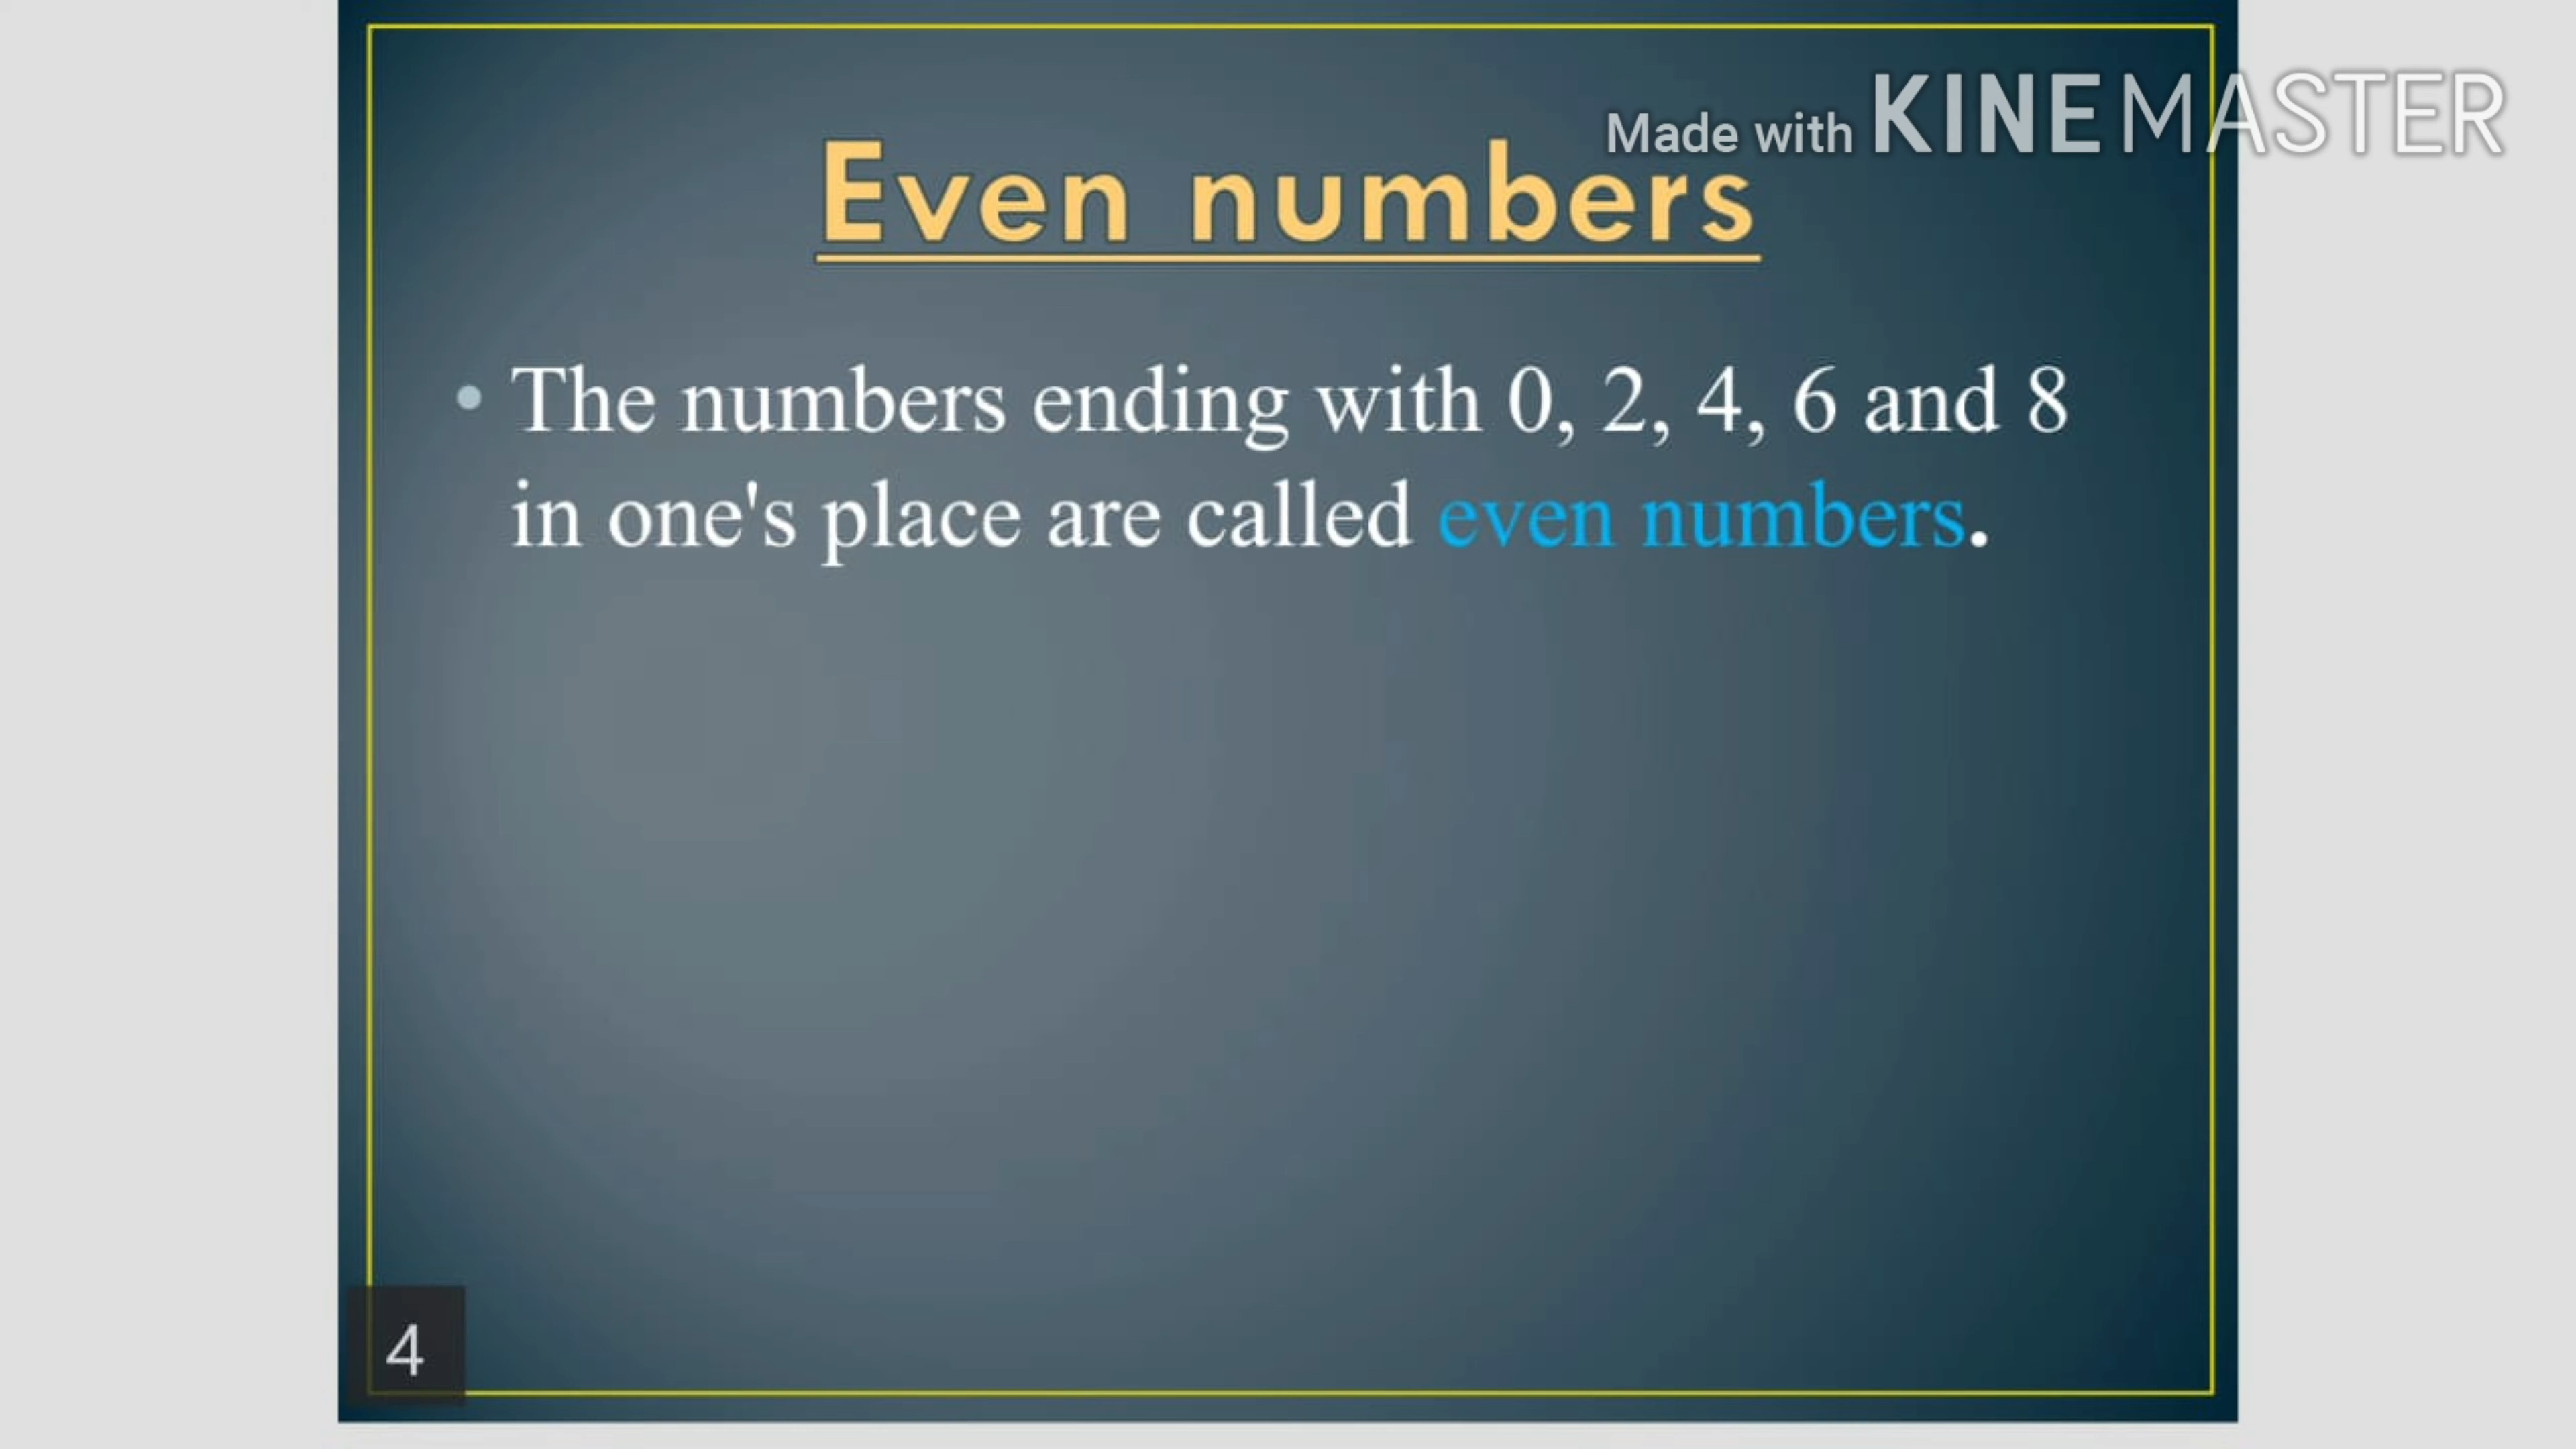 Made with KINEMASTER
Even numbers
• The numbers ending with 0, 2, 4, 6 and 8
in one's place are called even numbers.
4